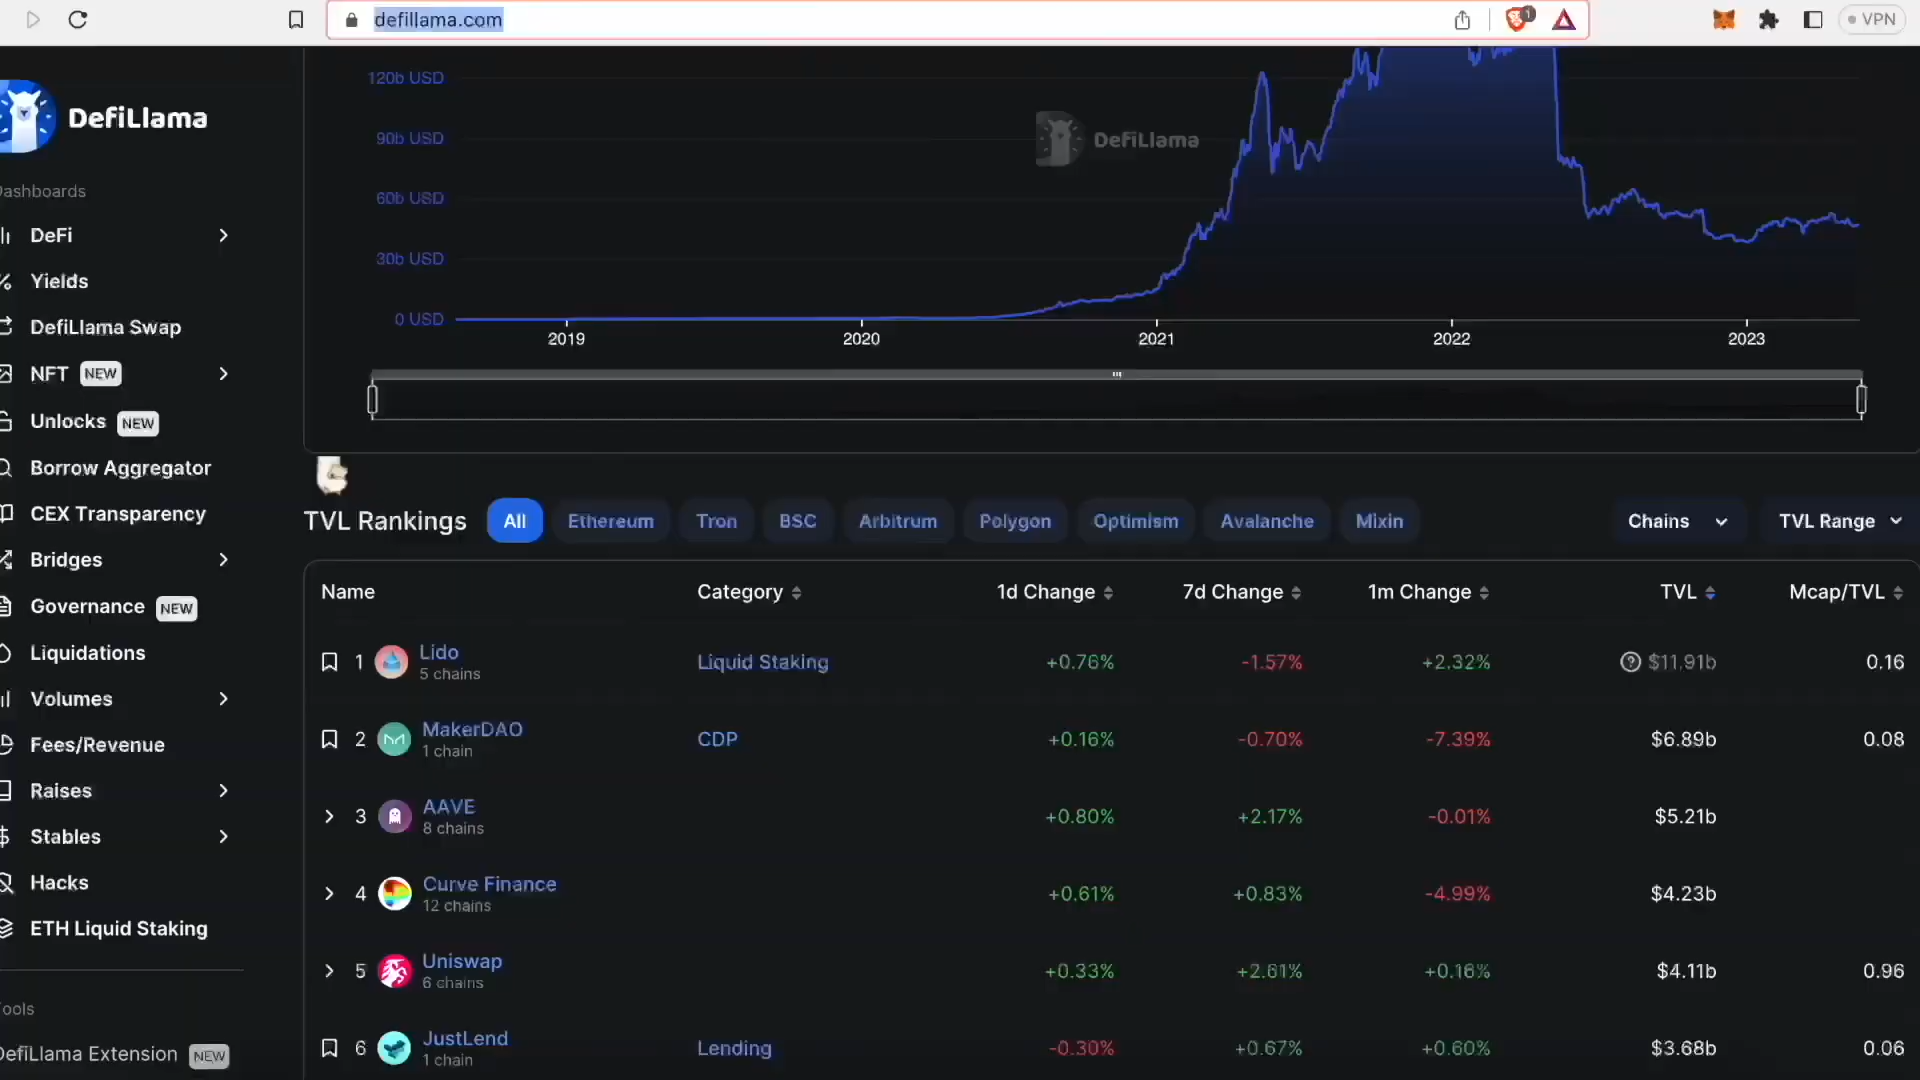 defillama.com
1
VPN
DefiLlama
Dashboards
DeFi
Yields
DefiLlama Swap
NFT NEW
Unlocks NEW
Borrow Aggregator
CEX Transparency
Bridges
Governance NEW
Liquidations
Volumes
Fees/Revenue
Raises
Stables
Hacks
ETH Liquid Staking
Tools
DefiLlama Extension NEW
120b USD
90b USD
60b USD
30b USD
0 USD
DefiLlama
2019 2020 2021 2022 2023
TVL Rankings All Ethereum Tron BSC Arbitrum Polygon Optimism Avalanche Mixin Chains TVL Range
Name Category 1d Change 7d Change 1m Change TVL Mcap/TVL
1 Lido Liquid Staking +0.76% -1.57% +2.32% $11.91b 0.16
5 chains
2 MakerDAO CDP +0.16% -0.70% -7.39% $6.89b 0.08
1 chain
3 AAVE +0.80% +2.17% -0.01% $5.21b
8 chains
4 Curve Finance +0.61% +0.83% -4.99% $4.23b
12 chains
5 Uniswap +0.33% +2.61% +0.16% $4.11b 0.96
6 chains
6 JustLend Lending -0.30% +0.67% +0.60% $3.68b 0.06
1 chain